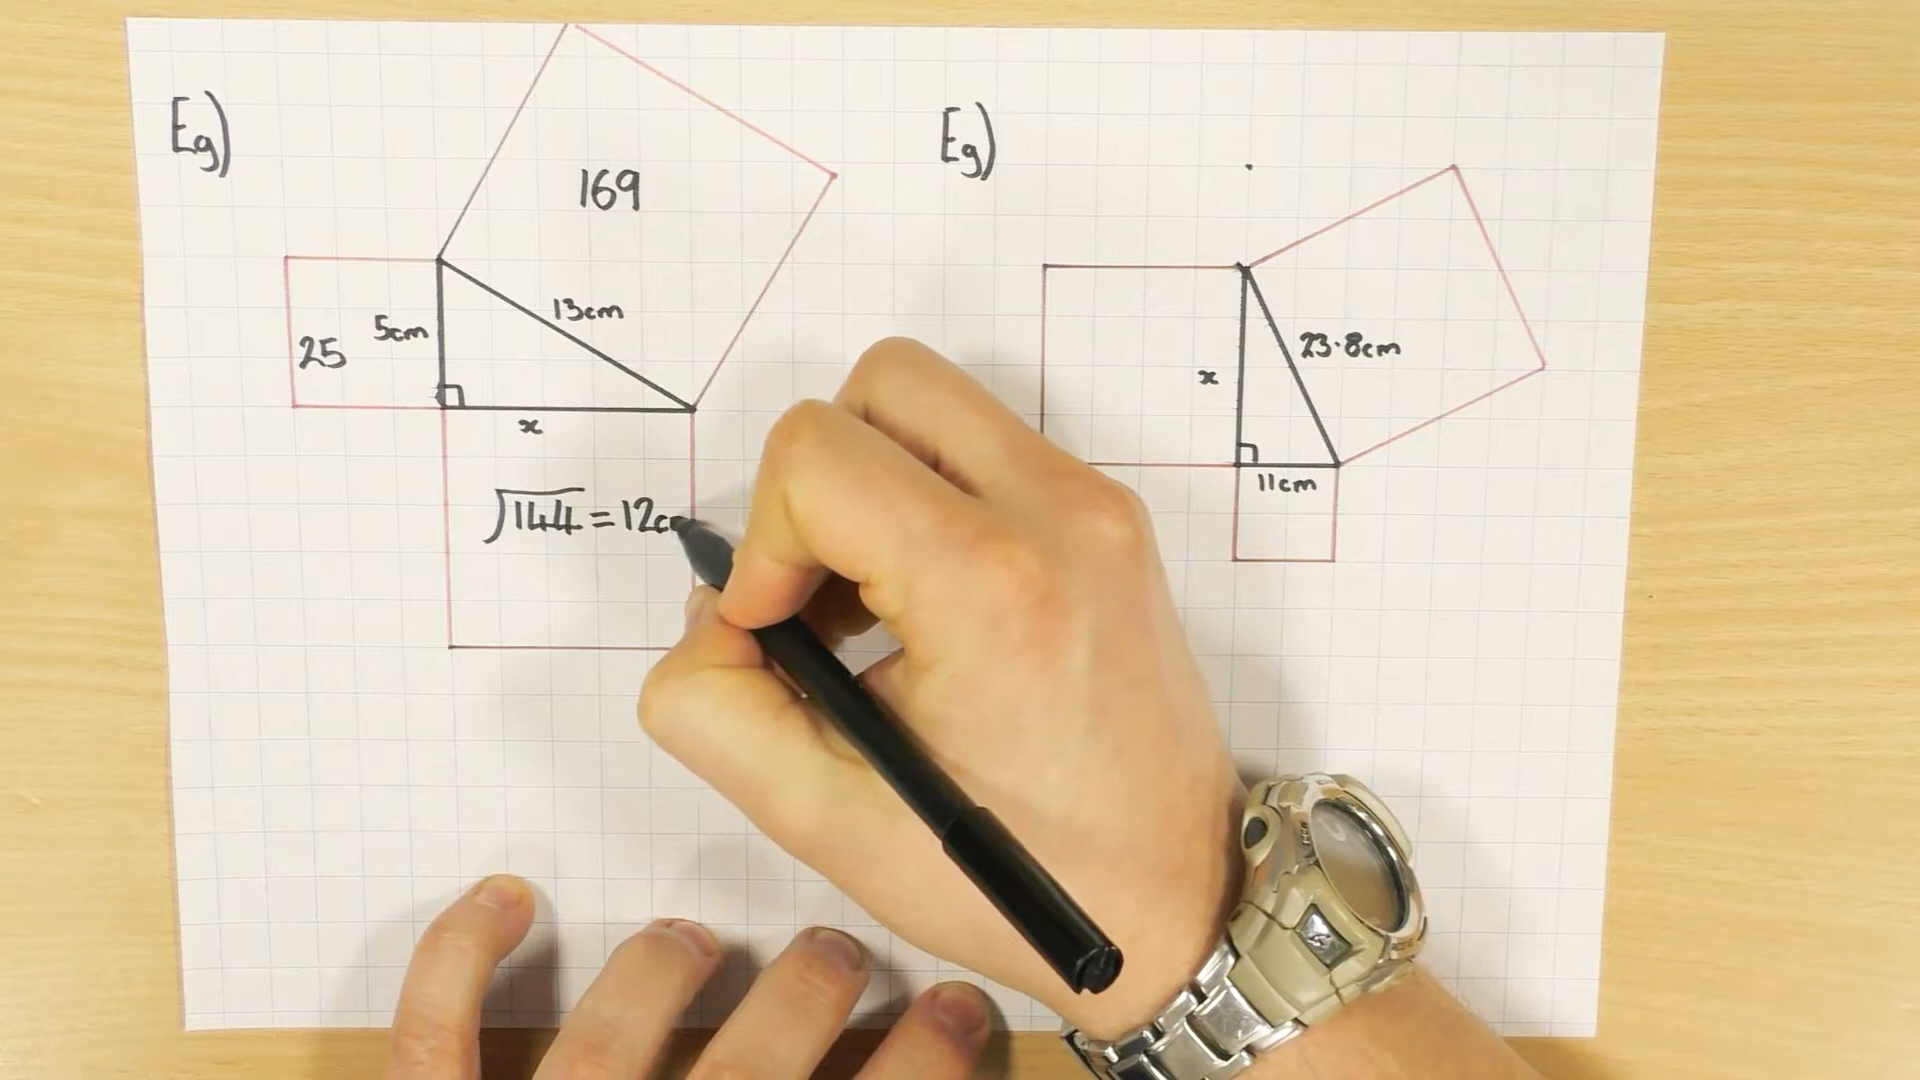 Eg)
169
13cm
5cm
25
x
√144 = 12c
Eg)
23.8cm
x
11cm